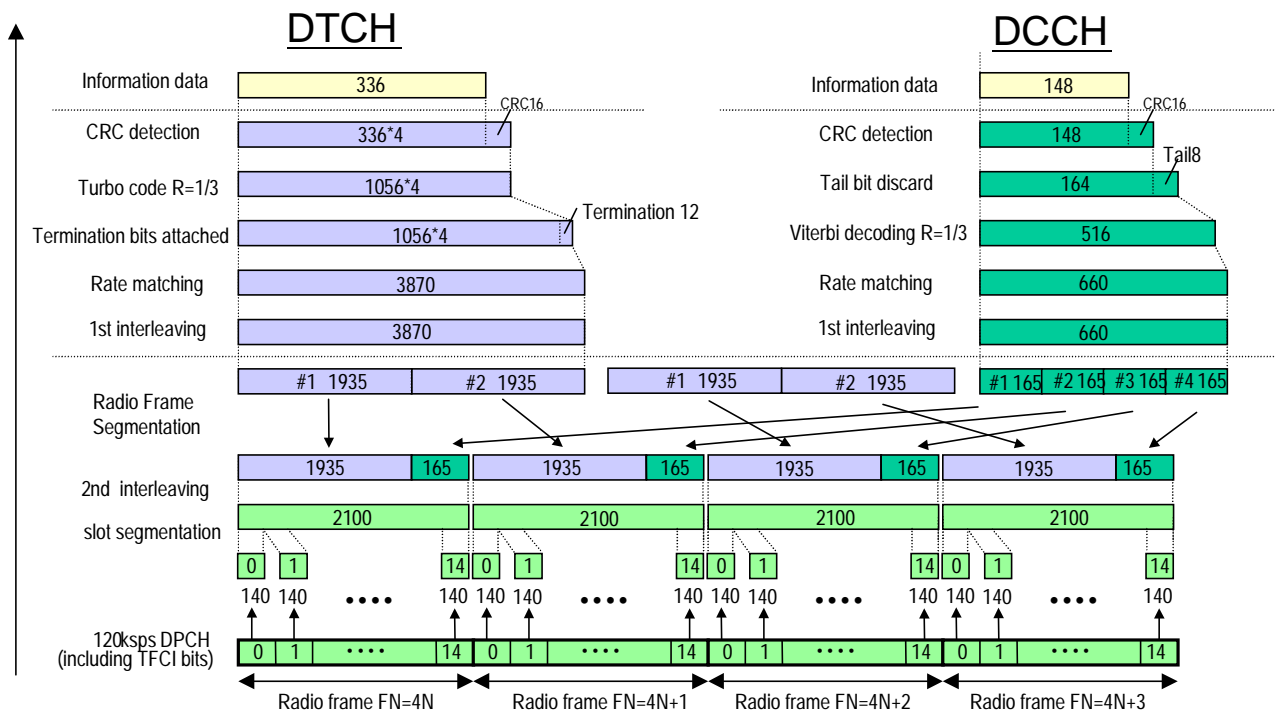 DTCH
DCCH
Information data
336
Information data
148
CRC16
CRC16
CRC detection
336*4
CRC detection
148
Tail8
Turbo code R=1/3
1056*4
Tail bit discard
164
Termination 12
Termination bits attached
1056*4
Viterbi decoding R=1/3
516
Rate matching
3870
Rate matching
660
1st interleaving
3870
1st interleaving
660
#1 1935
#2 1935
#1 1935
#2 1935
#1 165
#2 165
#3 165
#4 165
Radio Frame
Segmentation
1935
165
1935
165
1935
165
1935
165
2nd interleaving
2100
2100
2100
2100
slot segmentation
0
1
14
0
1
14
0
1
14
0
1
14
140
140
••••
140
140
140
••••
140
140
140
••••
140
140
140
••••
140
120ksps DPCH
(including TFCI bits)
0
1
••••
14
0
1
••••
14
0
1
••••
14
0
1
••••
14
Radio frame FN=4N
Radio frame FN=4N+1
Radio frame FN=4N+2
Radio frame FN=4N+3